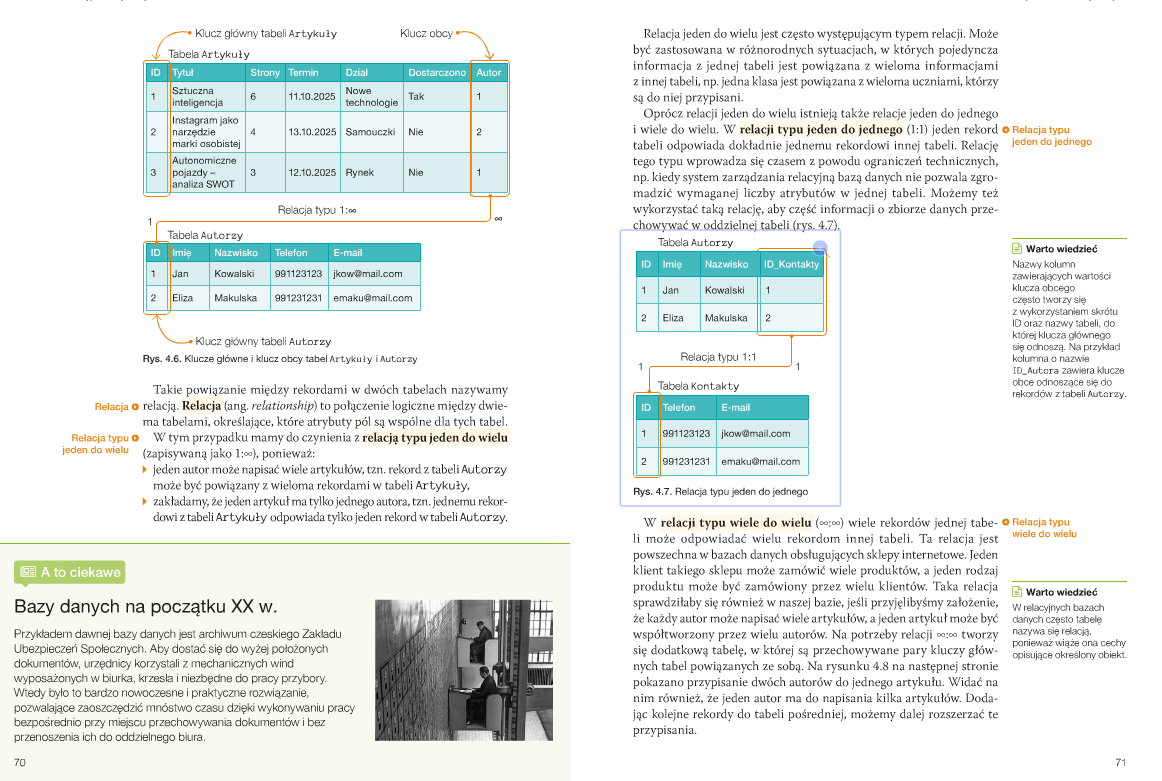 Klucz główny tabeli Artykuły
Klucz obcy
Tabela Artykuły
ID Tytuł Strony Termin Dział Dostarczono Autor
1 Sztuczna inteligencja 6 11.10.2025 Nowe technologie Tak 1
2 Instagram jako narzędzie marki osobistej 4 13.10.2025 Samouczki Nie 2
3 Autonomiczne pojazdy – analiza SWOT 3 12.10.2025 Rynek Nie 1
Relacja typu 1:∞
1
∞
Tabela Autorzy
ID Imię Nazwisko Telefon E-mail
1 Jan Kowalski 991123123 jkow@mail.com
2 Eliza Makulska 991231231 emaku@mail.com
Klucz główny tabeli Autorzy
Rys. 4.6. Klucze główne i klucz obcy tabel Artykuły i Autorzy
Takie powiązanie między rekordami w dwóch tabelach nazywamy
Relacja
relacją. Relacja (ang. relationship) to połączenie logiczne między dwie-
ma tabelami, określające, które atrybuty pól są wspólne dla tych tabel.
Relacja typu
jeden do wielu
W tym przypadku mamy do czynienia z relacją typu jeden do wielu
(zapisywaną jako 1:∞), ponieważ:
jeden autor może napisać wiele artykułów, tzn. rekord z tabeli Autorzy
może być powiązany z wieloma rekordami w tabeli Artykuły,
zakładamy, że jeden artykuł ma tylko jednego autora, tzn. jednemu rekor-
dowi z tabeli Artykuły odpowiada tylko jeden rekord w tabeli Autorzy.
A to ciekawe
Bazy danych na początku XX w.
Przykładem dawnej bazy danych jest archiwum czeskiego Zakładu
Ubezpieczeń Społecznych. Aby dostać się do wyżej położonych
dokumentów, urzędnicy korzystali z mechanicznych wind
wyposażonych w biurka, krzesła i niezbędne do pracy przybory.
Wtedy było to bardzo nowoczesne i praktyczne rozwiązanie,
pozwalające zaoszczędzić mnóstwo czasu dzięki wykonywaniu pracy
bezpośrednio przy miejscu przechowywania dokumentów i bez
przenoszenia ich do oddzielnego biura.
70
Relacja jeden do wielu jest często występującym typem relacji. Może
być zastosowana w różnorodnych sytuacjach, w których pojedyncza
informacja z jednej tabeli jest powiązana z wieloma informacjami
z innej tabeli, np. jedna klasa jest powiązana z wieloma uczniami, którzy
są do niej przypisani.
Oprócz relacji jeden do wielu istnieją także relacje jeden do jednego
i wiele do wielu. W relacji typu jeden do jednego (1:1) jeden rekord
Relacja typu
jeden do jednego
tabeli odpowiada dokładnie jednemu rekordowi innej tabeli. Relację
tego typu wprowadza się czasem z powodu ograniczeń technicznych,
np. kiedy system zarządzania relacyjną bazą danych nie pozwala zgro-
madzić wymaganej liczby atrybutów w jednej tabeli. Możemy też
wykorzystać taką relację, aby część informacji o zbiorze danych prze-
chowywać w oddzielnej tabeli (rys. 4.7).
Tabela Autorzy
ID Imię Nazwisko ID_Kontakty
1 Jan Kowalski 1
2 Eliza Makulska 2
Relacja typu 1:1
1
1
Tabela Kontakty
ID Telefon E-mail
1 991123123 jkow@mail.com
2 991231231 emaku@mail.com
Rys. 4.7. Relacja typu jeden do jednego
Warto wiedzieć
Nazwy kolumn
zawierających wartości
klucza obcego
często tworzy się
z wykorzystaniem skrótu
ID oraz nazwy tabeli, do
której klucza głównego
się odnoszą. Na przykład
kolumna o nazwie
ID_Autora zawiera klucze
obce odnoszące się do
rekordów z tabeli Autorzy.
W relacji typu wiele do wielu (∞:∞) wiele rekordów jednej tabe-
Relacja typu
wiele do wielu
li może odpowiadać wielu rekordom innej tabeli. Ta relacja jest
powszechna w bazach danych obsługujących sklepy internetowe. Jeden
klient takiego sklepu może zamówić wiele produktów, a jeden rodzaj
produktu może być zamówiony przez wielu klientów. Taka relacja
sprawdziłaby się również w naszej bazie, jeśli przyjęlibyśmy założenie,
że każdy autor może napisać wiele artykułów, a jeden artykuł może być
współtworzony przez wielu autorów. Na potrzeby relacji ∞:∞ tworzy
się dodatkową tabelę, w której są przechowywane pary kluczy głów-
nych tabel powiązanych ze sobą. Na rysunku 4.8 na następnej stronie
pokazano przypisanie dwóch autorów do jednego artykułu. Widać na
nim również, że jeden autor ma do napisania kilka artykułów. Doda-
jąc kolejne rekordy do tabeli pośredniej, możemy dalej rozszerzać te
przypisania.
Warto wiedzieć
W relacyjnych bazach
danych często tabelę
nazywa się relacją,
ponieważ wiąże ona cechy
opisujące określony obiekt.
71